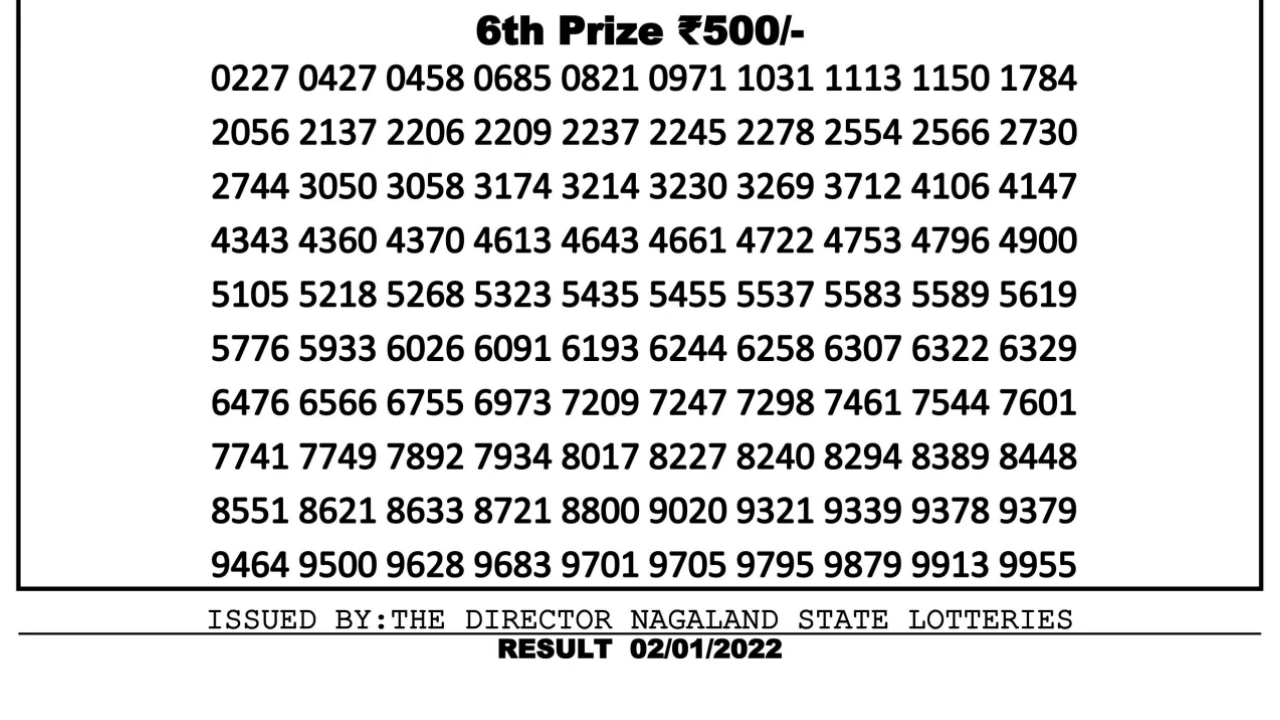 6th Prize ₹500/-
0227 0427 0458 0685 0821 0971 1031 1113 1150 1784
2056 2137 2206 2209 2237 2245 2278 2554 2566 2730
2744 3050 3058 3174 3214 3230 3269 3712 4106 4147
4343 4360 4370 4613 4643 4661 4722 4753 4796 4900
5105 5218 5268 5323 5435 5455 5537 5583 5589 5619
5776 5933 6026 6091 6193 6244 6258 6307 6322 6329
6476 6566 6755 6973 7209 7247 7298 7461 7544 7601
7741 7749 7892 7934 8017 8227 8240 8294 8389 8448
8551 8621 8633 8721 8800 9020 9321 9339 9378 9379
9464 9500 9628 9683 9701 9705 9795 9879 9913 9955
ISSUED BY:THE DIRECTOR NAGALAND STATE LOTTERIES
RESULT 02/01/2022